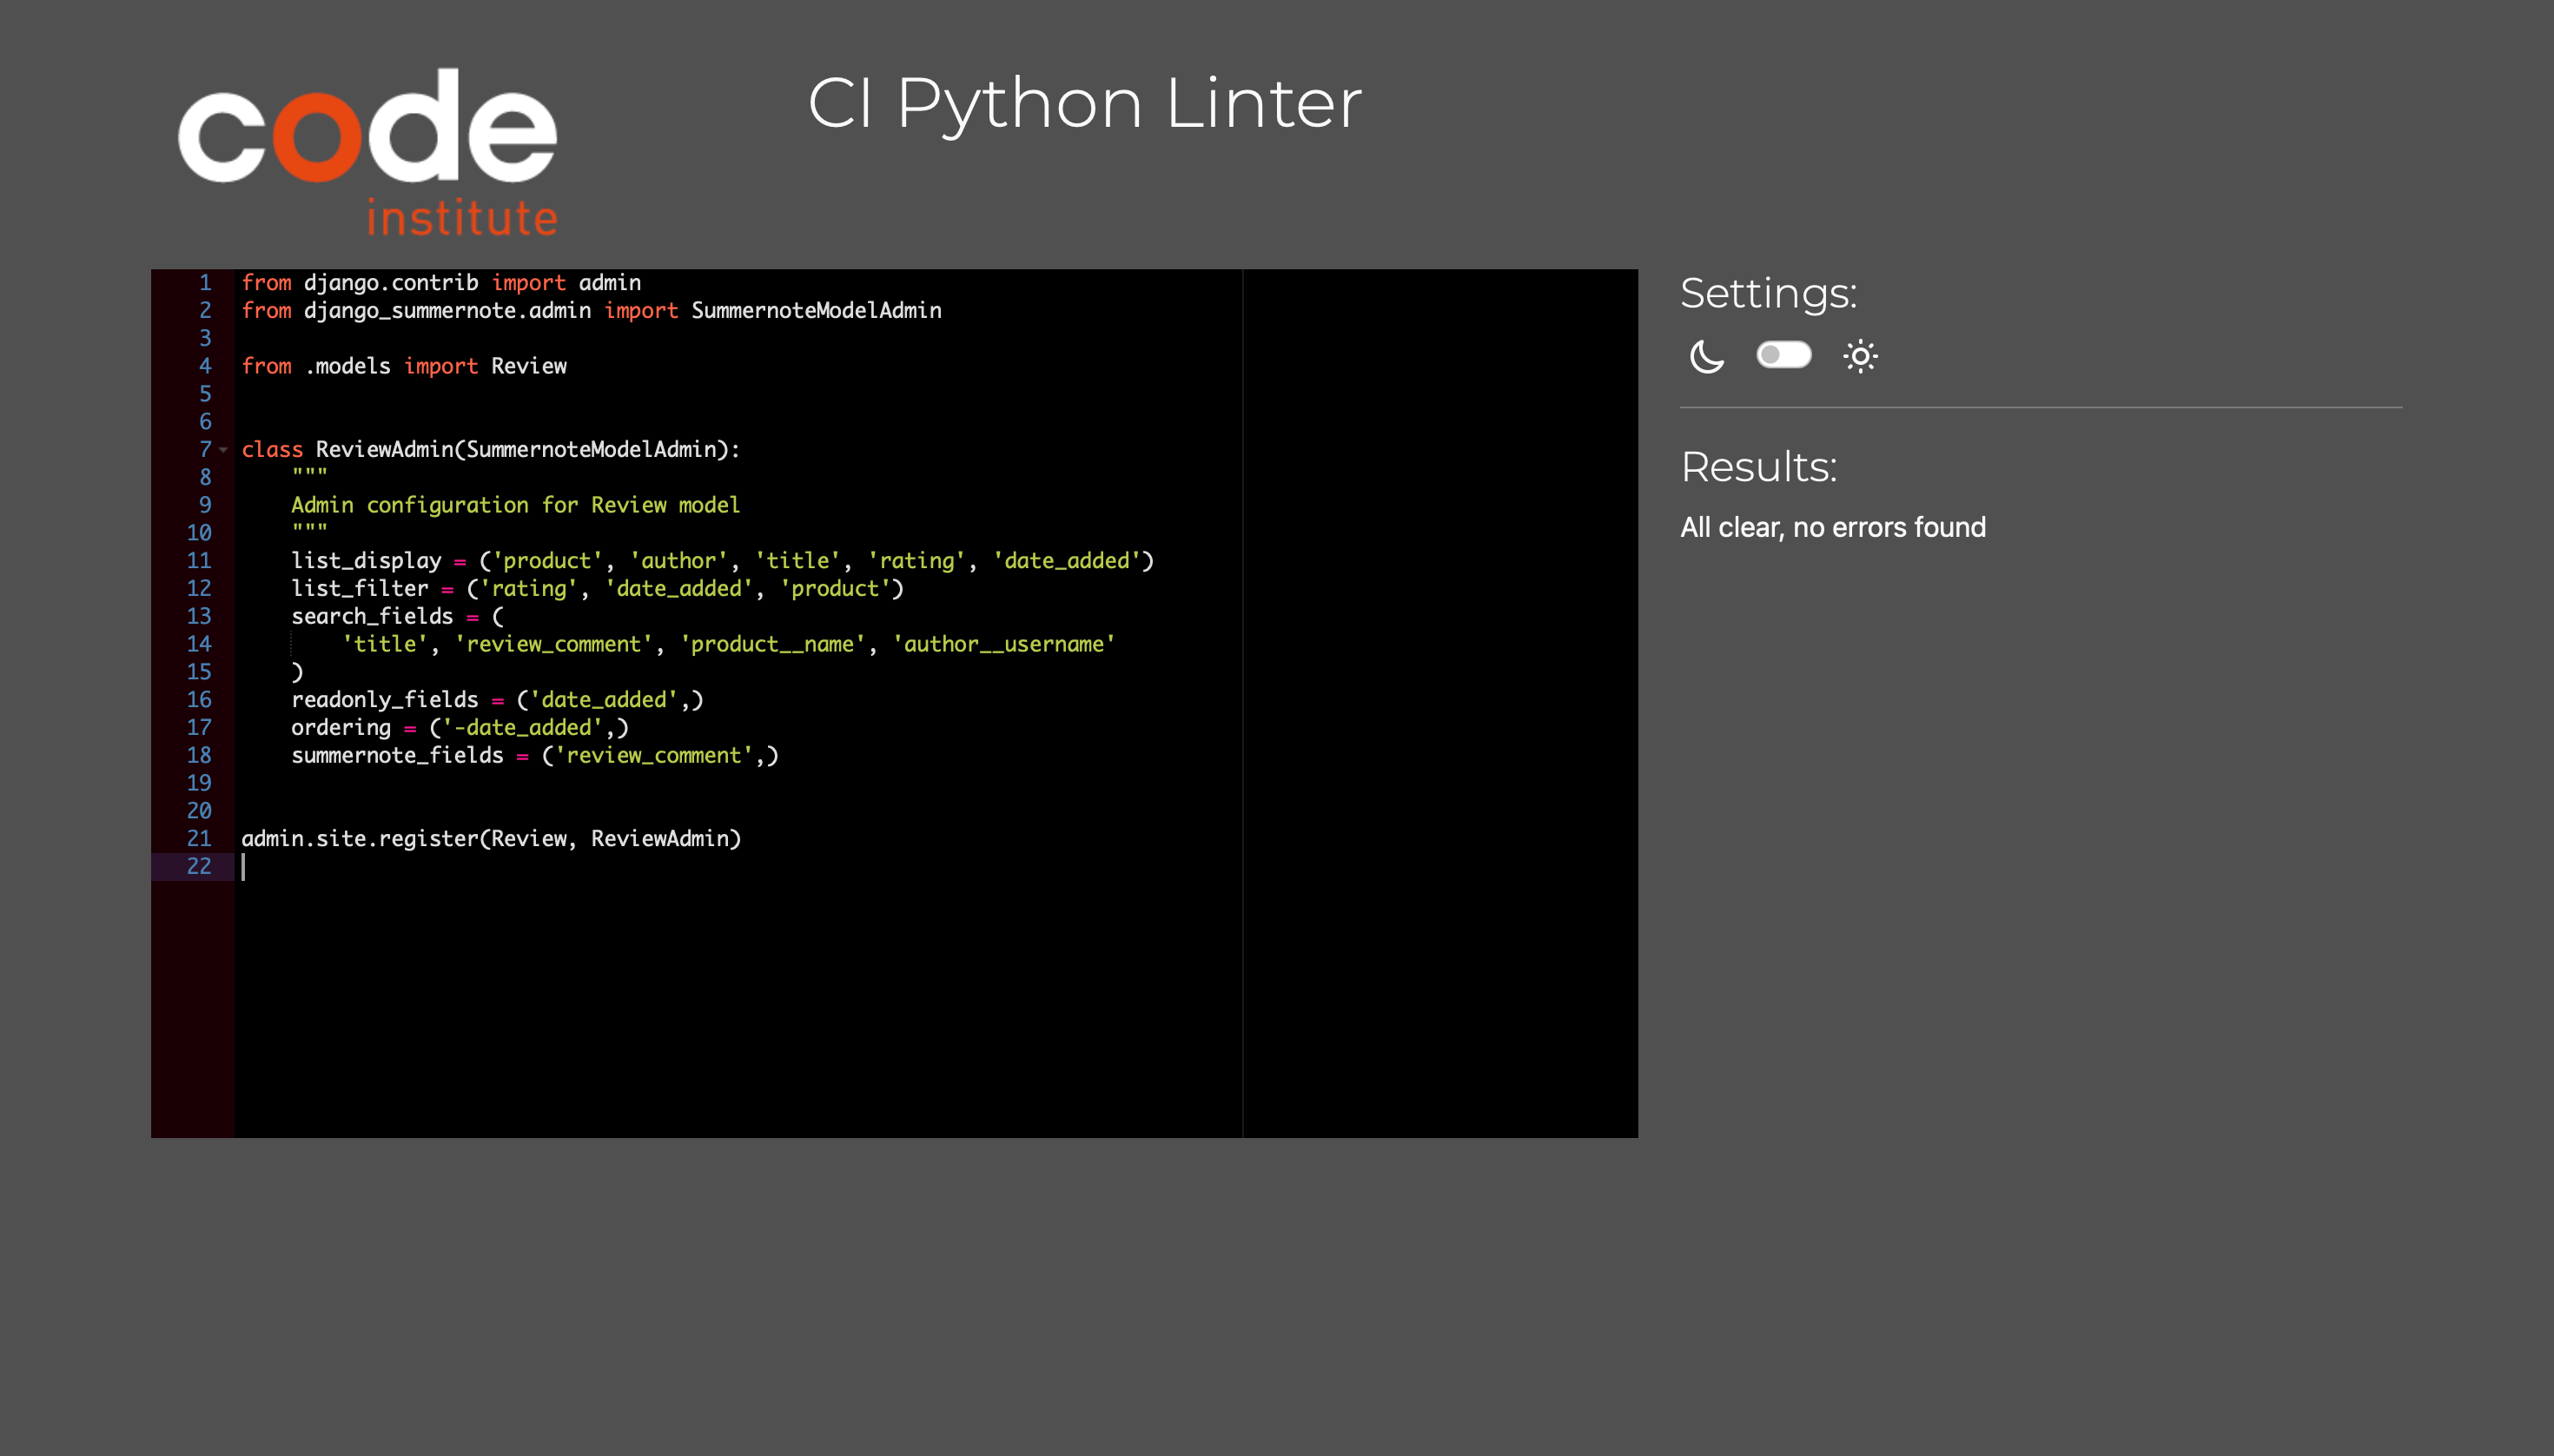 code
institute
CI Python Linter
1 from django.contrib import admin
2 from django_summernote.admin import SummernoteModelAdmin
3
4 from .models import Review
5
6
7 class ReviewAdmin(SummernoteModelAdmin):
8     """
9     Admin configuration for Review model
10     """
11     list_display = ('product', 'author', 'title', 'rating', 'date_added')
12     list_filter = ('rating', 'date_added', 'product')
13     search_fields = (
14         'title', 'review_comment', 'product__name', 'author__username'
15     )
16     readonly_fields = ('date_added',)
17     ordering = ('-date_added',)
18     summernote_fields = ('review_comment',)
19
20
21 admin.site.register(Review, ReviewAdmin)
22
Settings:
Results:
All clear, no errors found